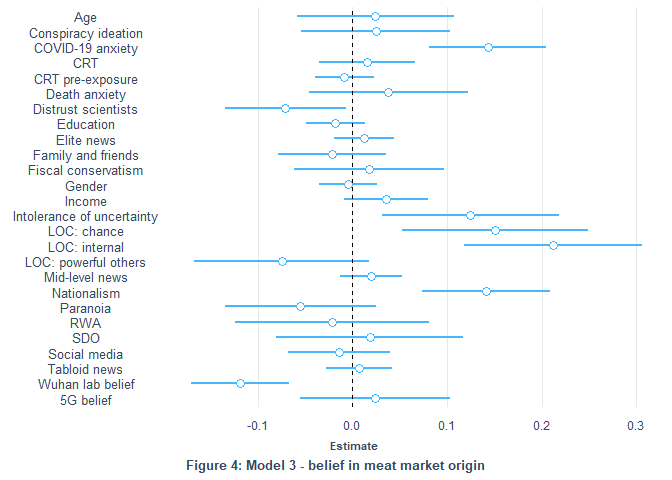 Age
Conspiracy ideation
COVID-19 anxiety
CRT
CRT pre-exposure
Death anxiety
Distrust scientists
Education
Elite news
Family and friends
Fiscal conservatism
Gender
Income
Intolerance of uncertainty
LOC: chance
LOC: internal
LOC: powerful others
Mid-level news
Nationalism
Paranoia
RWA
SDO
Social media
Tabloid news
Wuhan lab belief
5G belief
-0.1 0.0 0.1 0.2 0.3
Estimate
Figure 4: Model 3 - belief in meat market origin